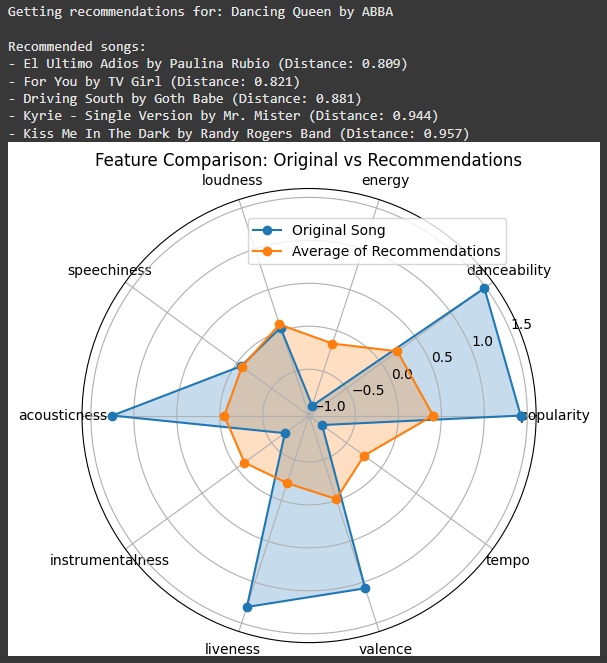 Getting recommendations for: Dancing Queen by ABBA
Recommended songs:
- El Ultimo Adios by Paulina Rubio (Distance: 0.809)
- For You by TV Girl (Distance: 0.821)
- Driving South by Goth Babe (Distance: 0.881)
- Kyrie - Single Version by Mr. Mister (Distance: 0.944)
- Kiss Me In The Dark by Randy Rogers Band (Distance: 0.957)
Feature Comparison: Original vs Recommendations
loudness
energy
Original Song
Average of Recommendations
speechiness
danceability
1.5
1.0
0.5
0.0
−0.5
−1.0
acousticness
popularity
instrumentalness
tempo
liveness
valence